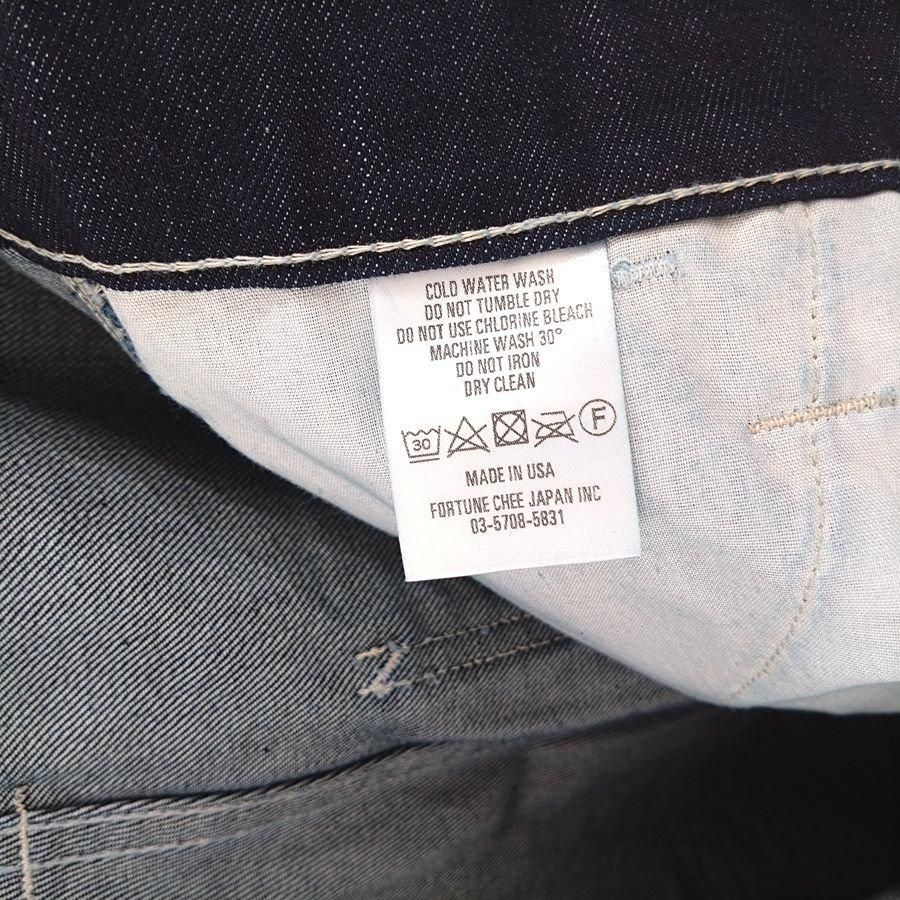 COLD WATER WASH
DO NOT TUMBLE DRY
DO NOT USE CHLORINE BLEACH
MACHINE WASH 30°
DO NOT IRON
DRY CLEAN
30 F
MADE IN USA
FORTUNE CHEE JAPAN INC
03-5708-5831